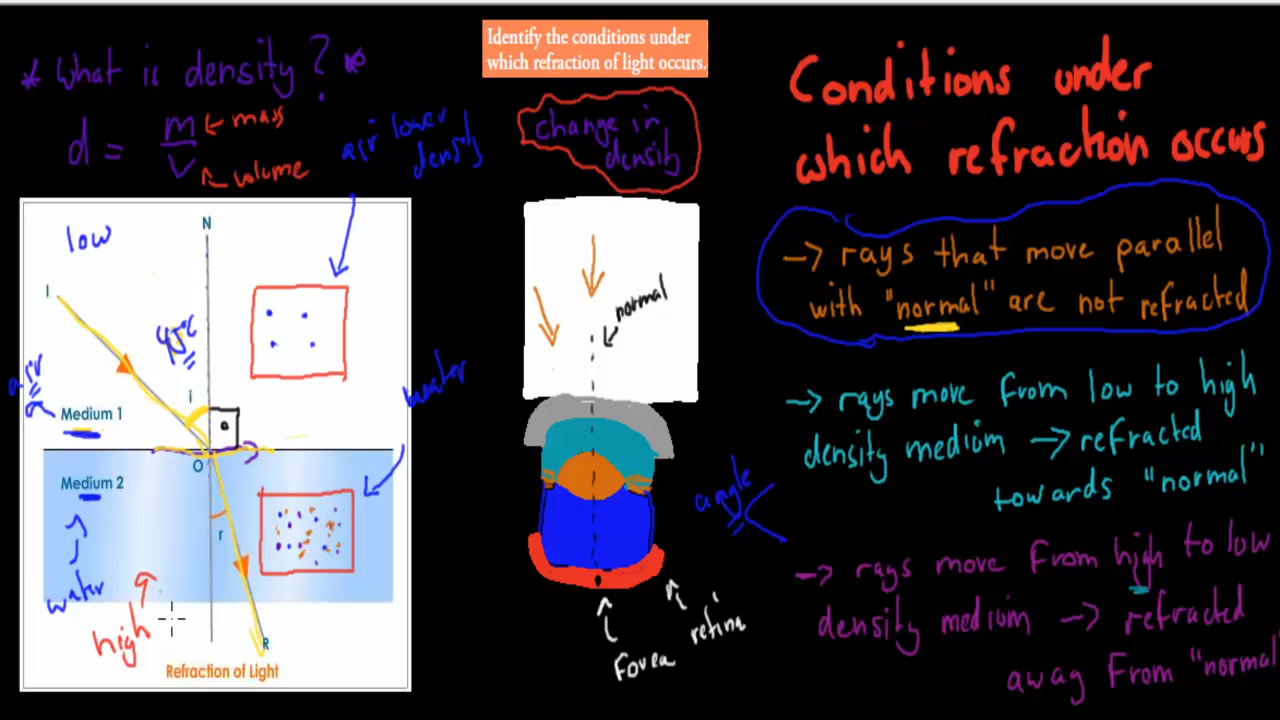 * What is density? *
d = m ← mass
v ← volume
air lower
density
Identify the conditions under
which refraction of light occurs.
change in
density
Conditions under
which refraction occurs
→ rays that move parallel
with "normal" are not refracted
→ rays move from low to high
density medium → refracted
towards "normal"
→ rays move from high to low
density medium → refracted
away from "normal
low
N
I
45°C
air
i
Medium 1
O
Medium 2
r
water
high
R
Refraction of Light
water
normal
angle
retina
Fovea